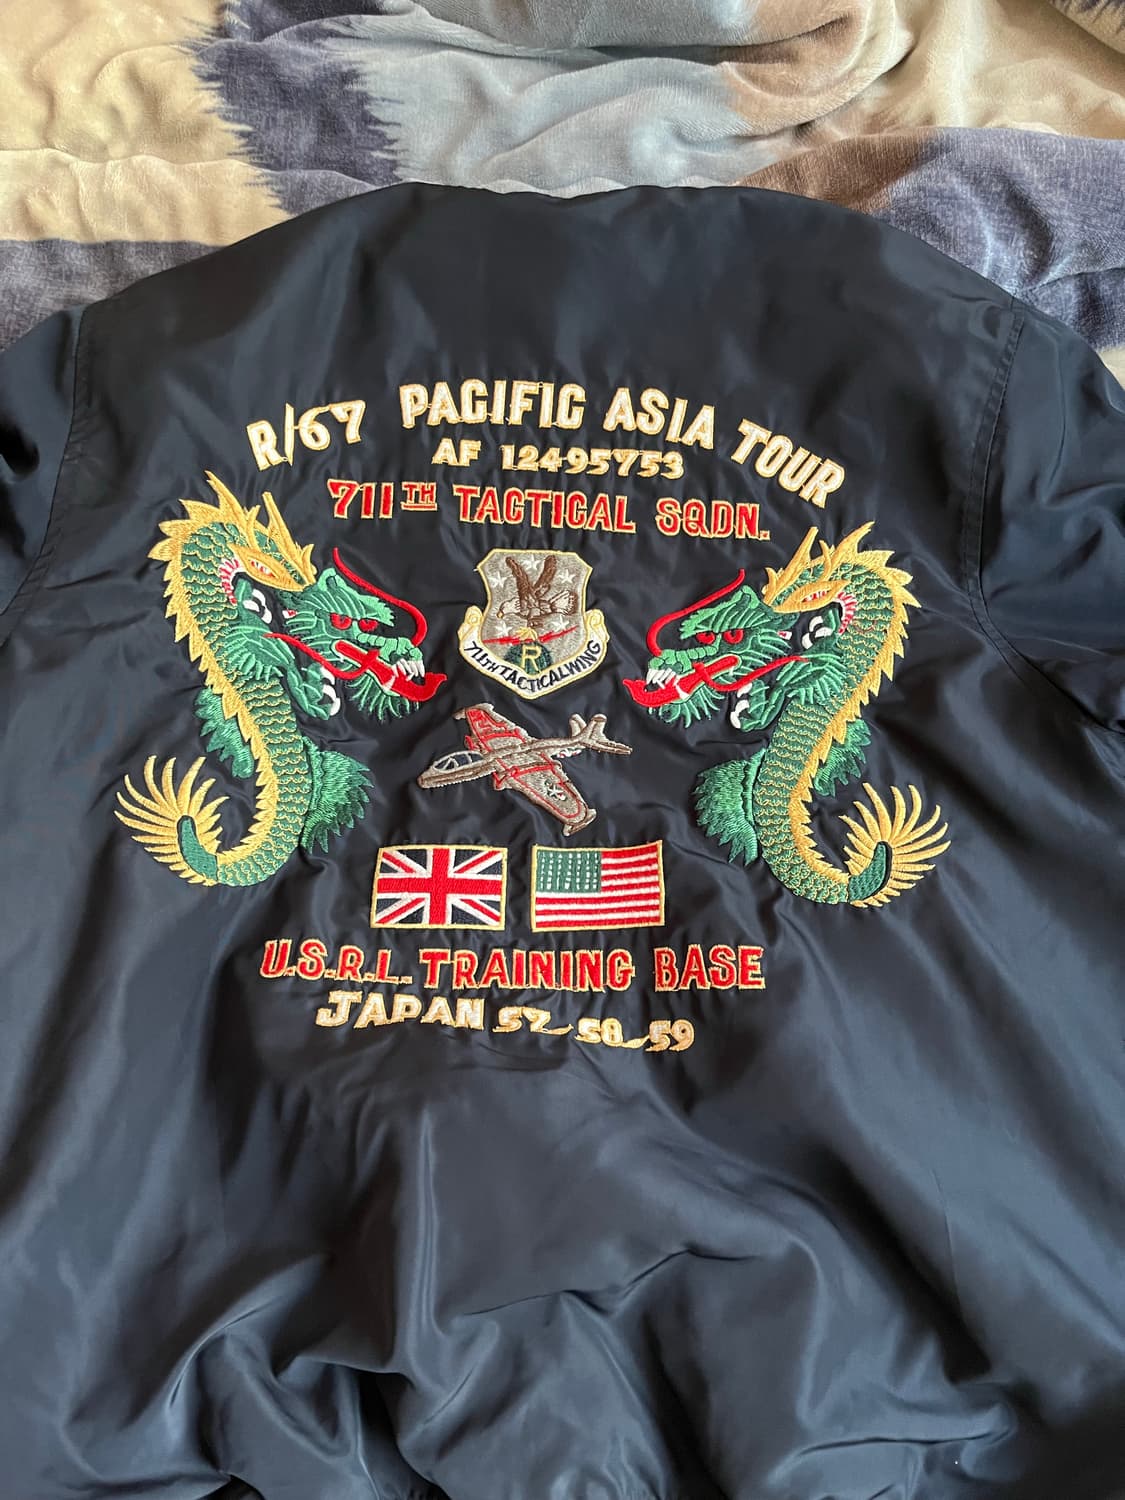 R/67 PACIFIC ASIA TOUR
AF 12495753
711TH TACTICAL SQDN.
R
711TH TACTICAL WING
U.S.R.L. TRAINING BASE
JAPAN 57 58 59